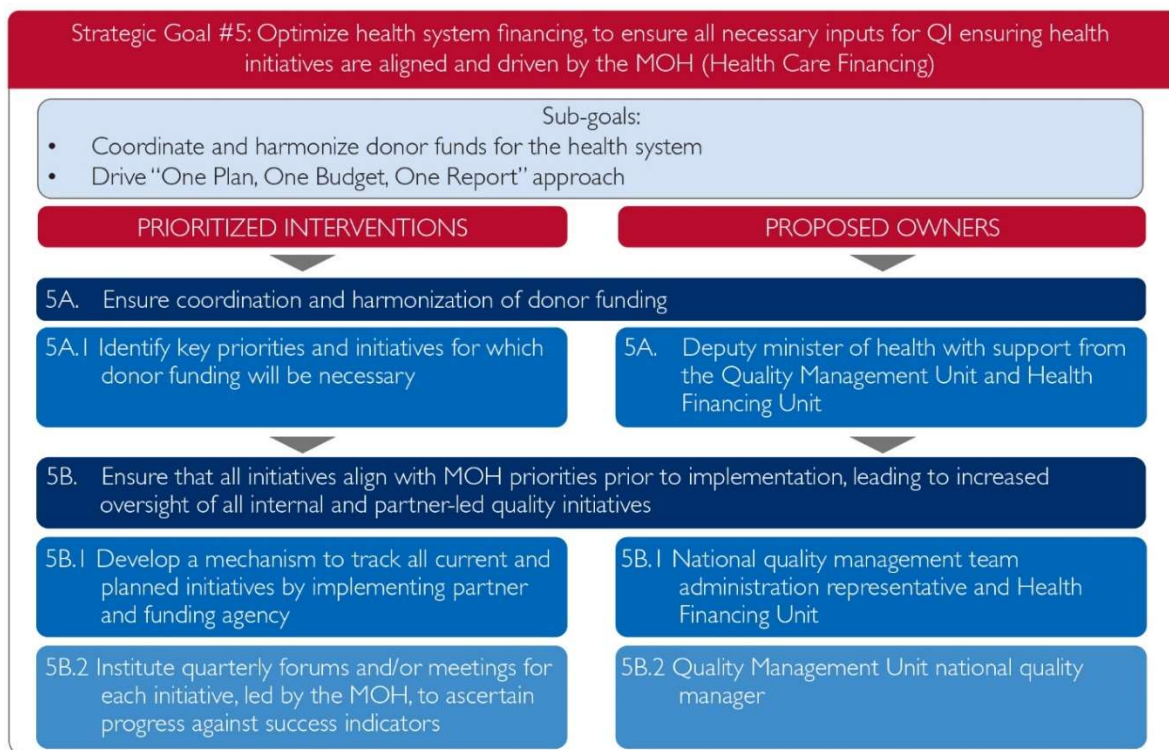 Strategic Goal #5: Optimize health system financing, to ensure all necessary inputs for QI ensuring health
initiatives are aligned and driven by the MOH (Health Care Financing)
Sub-goals:
• Coordinate and harmonize donor funds for the health system
• Drive “One Plan, One Budget, One Report” approach
PRIORITIZED INTERVENTIONS
PROPOSED OWNERS
5A. Ensure coordination and harmonization of donor funding
5A.1 Identify key priorities and initiatives for which
donor funding will be necessary
5A. Deputy minister of health with support from
the Quality Management Unit and Health
Financing Unit
5B. Ensure that all initiatives align with MOH priorities prior to implementation, leading to increased
oversight of all internal and partner-led quality initiatives
5B.1 Develop a mechanism to track all current and
planned initiatives by implementing partner
and funding agency
5B.1 National quality management team
administration representative and Health
Financing Unit
5B.2 Institute quarterly forums and/or meetings for
each initiative, led by the MOH, to ascertain
progress against success indicators
5B.2 Quality Management Unit national quality
manager